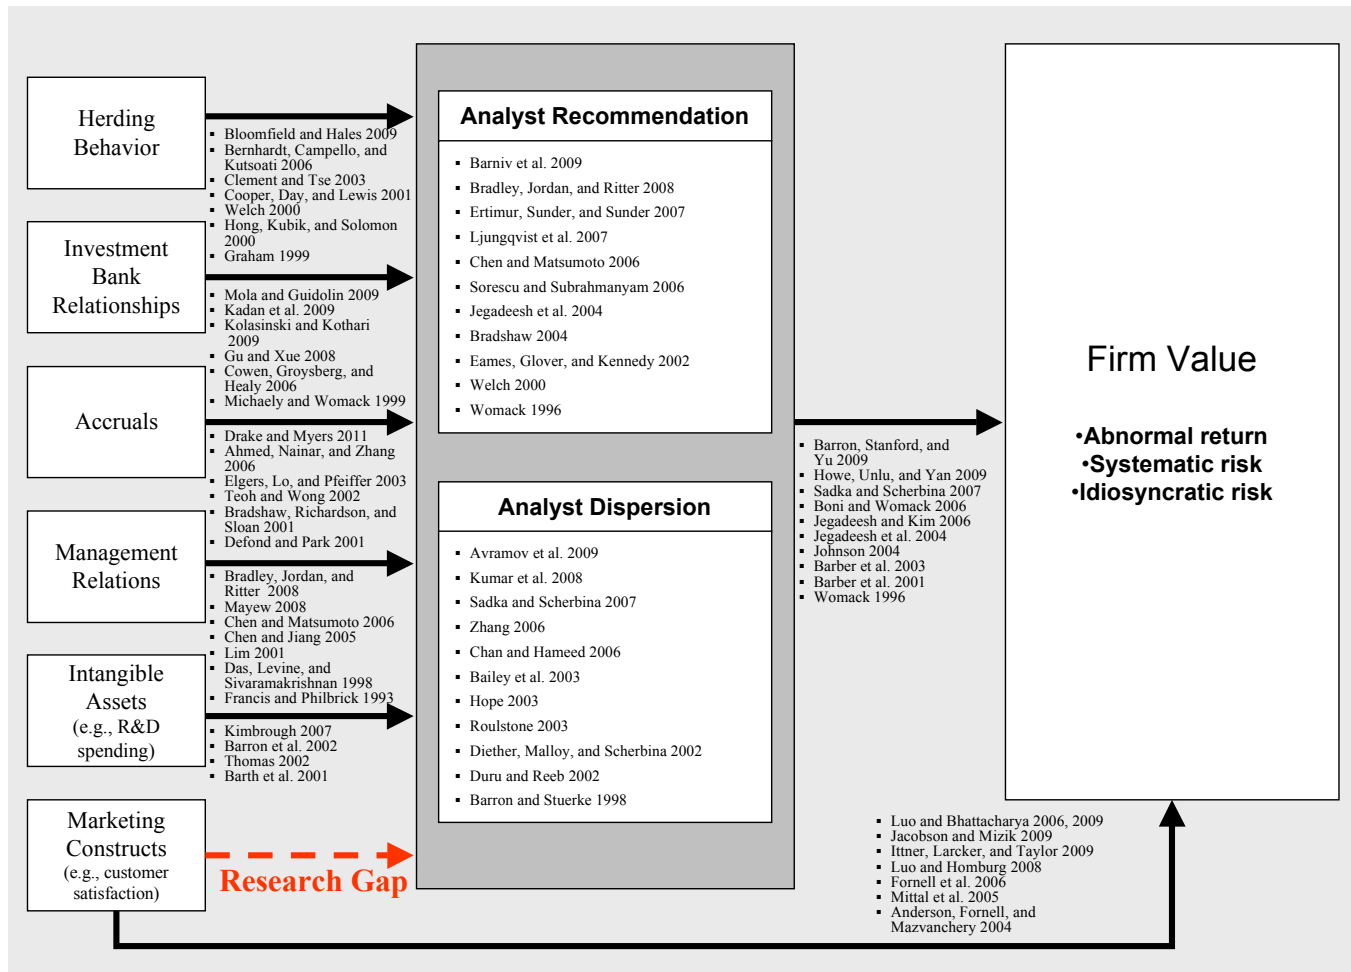 Herding
Behavior
▪ Bloomfield and Hales 2009
▪ Bernhardt, Campello, and
Kutsoati 2006
▪ Clement and Tse 2003
▪ Cooper, Day, and Lewis 2001
▪ Welch 2000
▪ Hong, Kubik, and Solomon
2000
▪ Graham 1999
Investment
Bank
Relationships
▪ Mola and Guidolin 2009
▪ Kadan et al. 2009
▪ Kolasinski and Kothari
2009
▪ Gu and Xue 2008
▪ Cowen, Groysberg, and
Healy 2006
▪ Michaely and Womack 1999
Accruals
▪ Drake and Myers 2011
▪ Ahmed, Nainar, and Zhang
2006
▪ Elgers, Lo, and Pfeiffer 2003
▪ Teoh and Wong 2002
▪ Bradshaw, Richardson, and
Sloan 2001
▪ Defond and Park 2001
Management
Relations
▪ Bradley, Jordan, and
Ritter 2008
▪ Mayew 2008
▪ Chen and Matsumoto 2006
▪ Chen and Jiang 2005
▪ Lim 2001
▪ Das, Levine, and
Sivaramakrishnan 1998
▪ Francis and Philbrick 1993
Intangible
Assets
(e.g., R&D
spending)
▪ Kimbrough 2007
▪ Barron et al. 2002
▪ Thomas 2002
▪ Barth et al. 2001
Marketing
Constructs
(e.g., customer
satisfaction)
Research Gap
Analyst Recommendation
▪ Barniv et al. 2009
▪ Bradley, Jordan, and Ritter 2008
▪ Ertimur, Sunder, and Sunder 2007
▪ Ljungqvist et al. 2007
▪ Chen and Matsumoto 2006
▪ Sorescu and Subrahmanyam 2006
▪ Jegadeesh et al. 2004
▪ Bradshaw 2004
▪ Eames, Glover, and Kennedy 2002
▪ Welch 2000
▪ Womack 1996
Analyst Dispersion
▪ Avramov et al. 2009
▪ Kumar et al. 2008
▪ Sadka and Scherbina 2007
▪ Zhang 2006
▪ Chan and Hameed 2006
▪ Bailey et al. 2003
▪ Hope 2003
▪ Roulstone 2003
▪ Diether, Malloy, and Scherbina 2002
▪ Duru and Reeb 2002
▪ Barron and Stuerke 1998
▪ Barron, Stanford, and
Yu 2009
▪ Howe, Unlu, and Yan 2009
▪ Sadka and Scherbina 2007
▪ Boni and Womack 2006
▪ Jegadeesh and Kim 2006
▪ Jegadeesh et al. 2004
▪ Johnson 2004
▪ Barber et al. 2003
▪ Barber et al. 2001
▪ Womack 1996
Firm Value
•Abnormal return
•Systematic risk
•Idiosyncratic risk
▪ Luo and Bhattacharya 2006, 2009
▪ Jacobson and Mizik 2009
▪ Ittner, Larcker, and Taylor 2009
▪ Luo and Homburg 2008
▪ Fornell et al. 2006
▪ Mittal et al. 2005
▪ Anderson, Fornell, and
Mazvanchery 2004